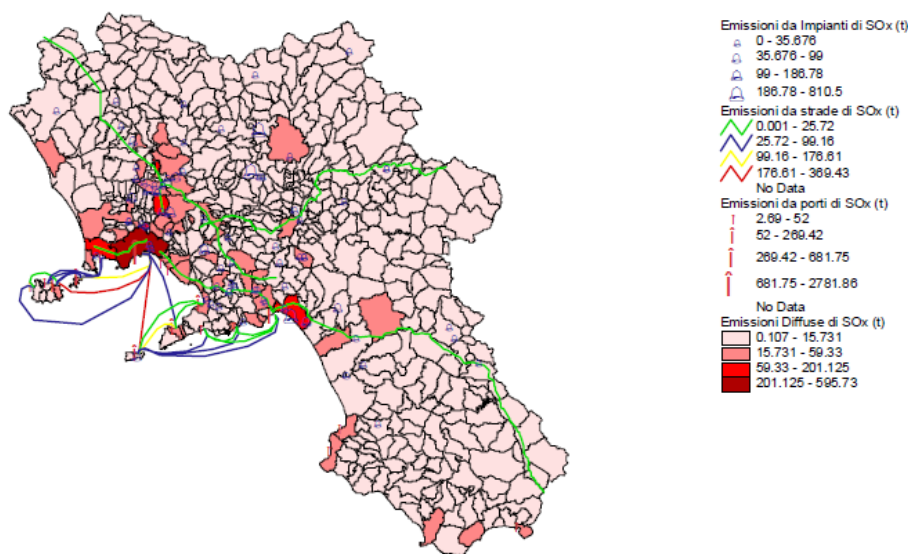 Emissioni da Impianti di SOx (t)
0 - 35.676
35.676 - 99
99 - 186.78
186.78 - 810.5
Emissioni da strade di SOx (t)
0.001 - 25.72
25.72 - 99.16
99.16 - 176.61
176.61 - 369.43
No Data
Emissioni da porti di SOx (t)
2.69 - 52
52 - 269.42
269.42 - 681.75
681.75 - 2781.86
No Data
Emissioni Diffuse di SOx (t)
0.107 - 15.731
15.731 - 59.33
59.33 - 201.125
201.125 - 595.73